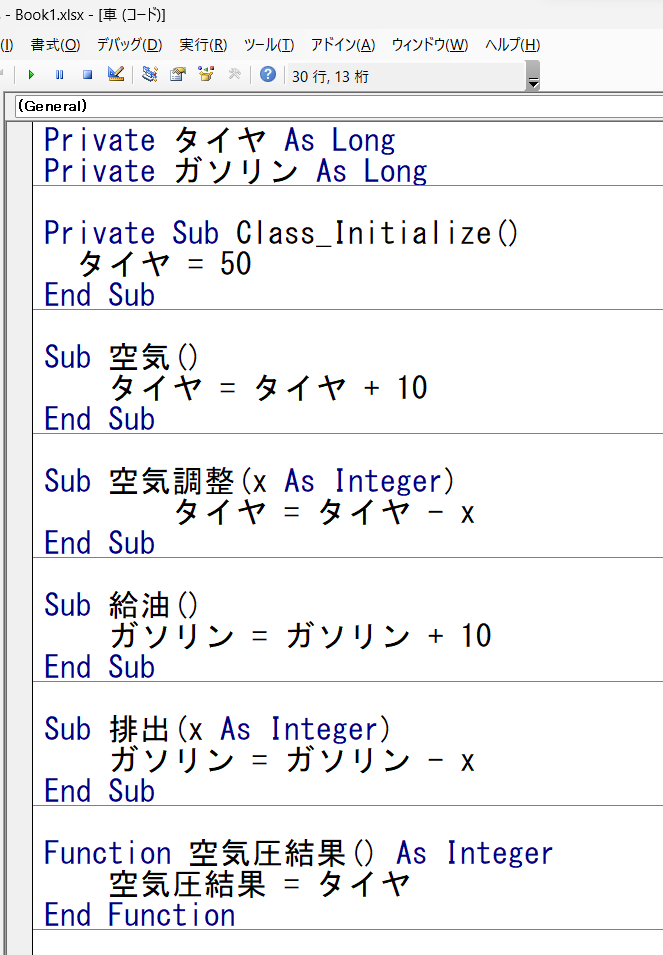 - Book1.xlsx - [車 (コード)]
(I) 書式(O) デバッグ(D) 実行(R) ツール(T) アドイン(A) ウィンドウ(W) ヘルプ(H)
30 行, 13 桁
(General)
Private タイヤ As Long
Private ガソリン As Long
Private Sub Class_Initialize()
タイヤ = 50
End Sub
Sub 空気()
タイヤ = タイヤ + 10
End Sub
Sub 空気調整(x As Integer)
タイヤ = タイヤ - x
End Sub
Sub 給油()
ガソリン = ガソリン + 10
End Sub
Sub 排出(x As Integer)
ガソリン = ガソリン - x
End Sub
Function 空気圧結果() As Integer
空気圧結果 = タイヤ
End Function